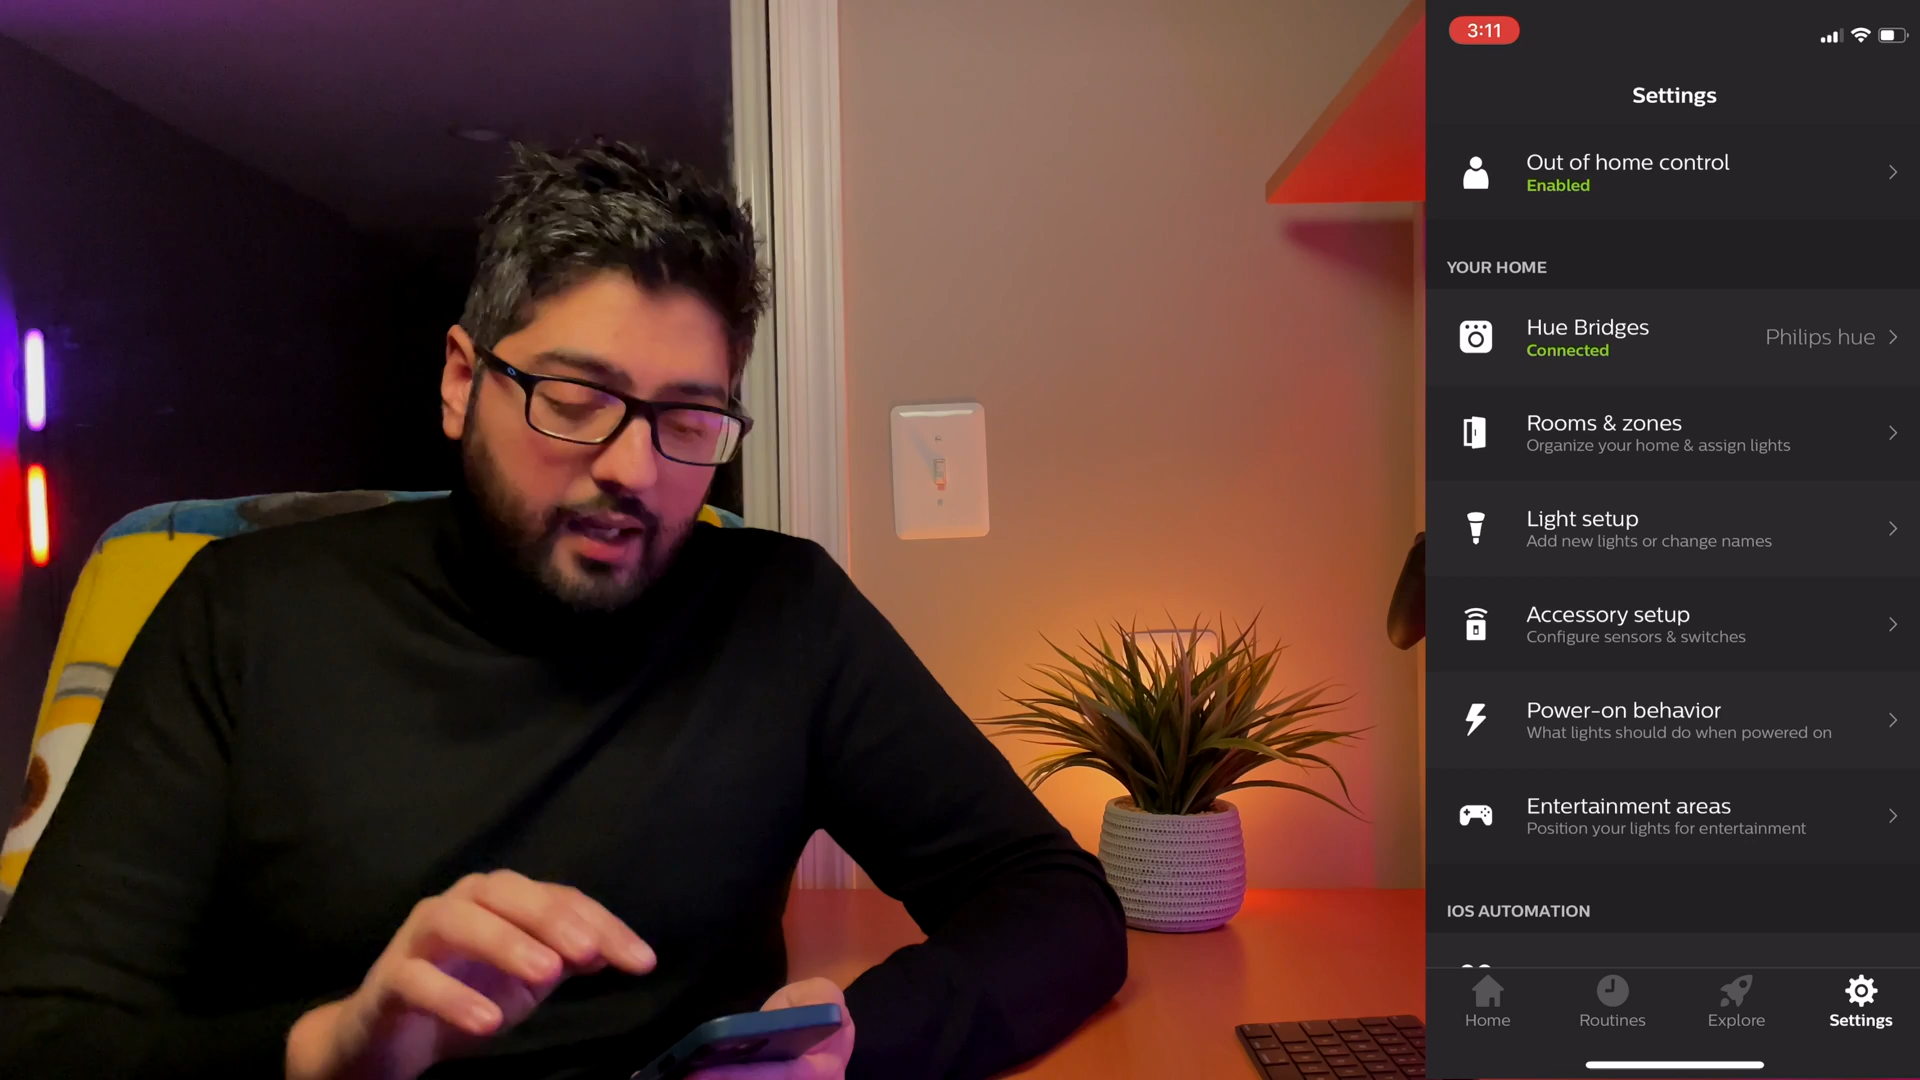 3:11
Settings
Out of home control
Enabled
YOUR HOME
Hue Bridges
Connected
Philips hue
Rooms & zones
Organize your home & assign lights
Light setup
Add new lights or change names
Accessory setup
Configure sensors & switches
Power-on behavior
What lights should do when powered on
Entertainment areas
Position your lights for entertainment
IOS AUTOMATION
Home
Routines
Explore
Settings